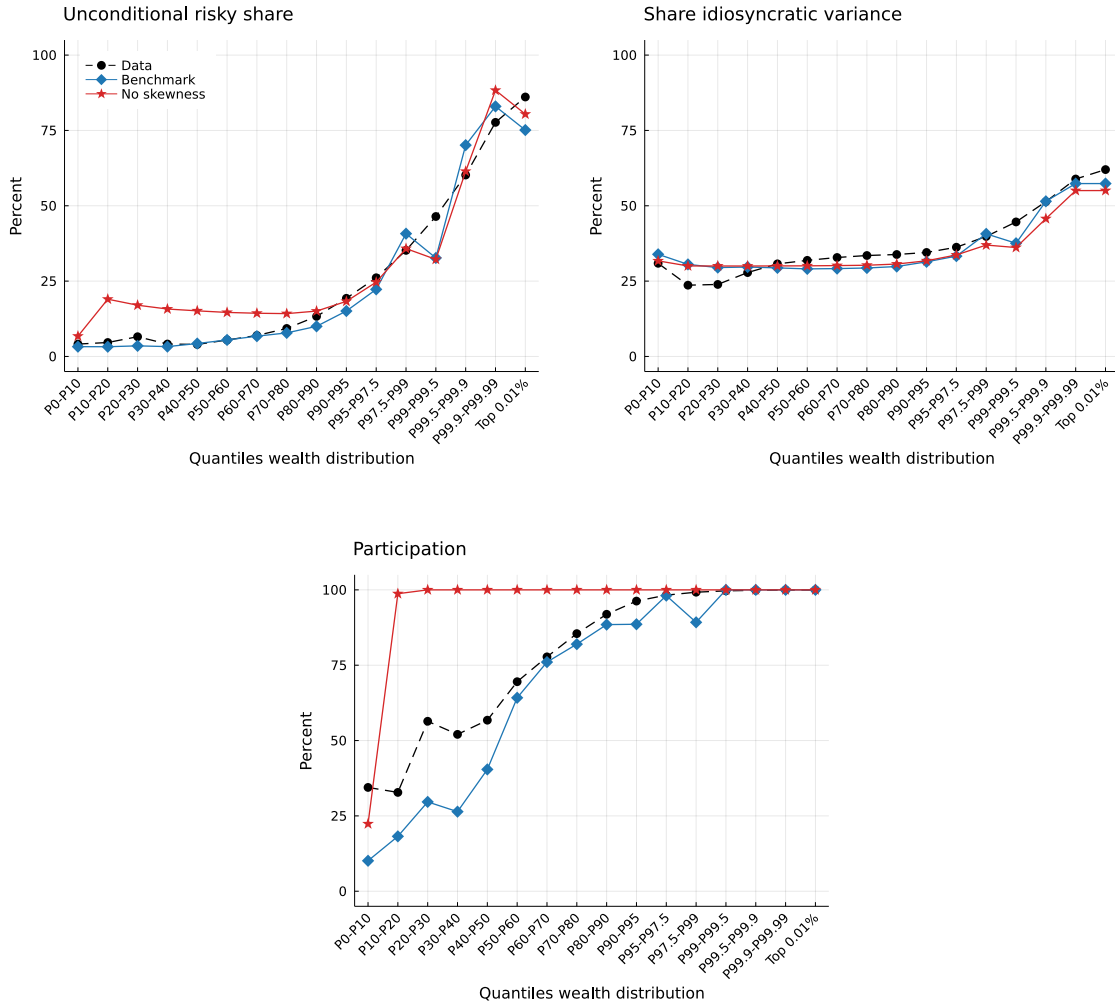 Unconditional risky share
Percent
100
75
50
25
0
Data
Benchmark
No skewness
P0-P10
P10-P20
P20-P30
P30-P40
P40-P50
P50-P60
P60-P70
P70-P80
P80-P90
P90-P95
P95-P97.5
P97.5-P99
P99-P99.5
P99.5-P99.9
P99.9-P99.99
Top 0.01%
Quantiles wealth distribution
Share idiosyncratic variance
Percent
100
75
50
25
0
P0-P10
P10-P20
P20-P30
P30-P40
P40-P50
P50-P60
P60-P70
P70-P80
P80-P90
P90-P95
P95-P97.5
P97.5-P99
P99-P99.5
P99.5-P99.9
P99.9-P99.99
Top 0.01%
Quantiles wealth distribution
Participation
Percent
100
75
50
25
0
P0-P10
P10-P20
P20-P30
P30-P40
P40-P50
P50-P60
P60-P70
P70-P80
P80-P90
P90-P95
P95-P97.5
P97.5-P99
P99-P99.5
P99.5-P99.9
P99.9-P99.99
Top 0.01%
Quantiles wealth distribution